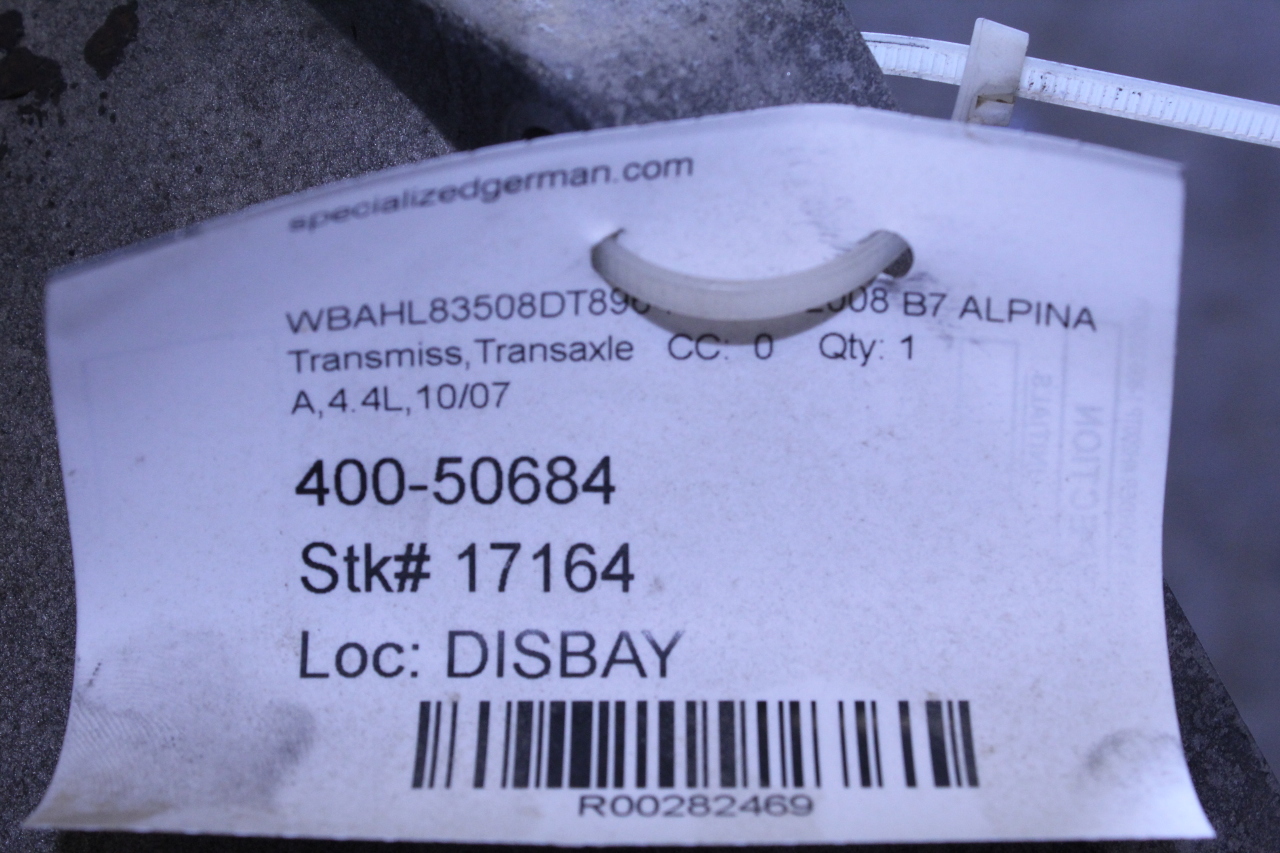 specializedgerman.com
WBAHL83508DT89 2008 B7 ALPINA
Transmiss,Transaxle CC: 0 Qty: 1
A,4.4L,10/07
400-50684
Stk# 17164
Loc: DISBAY
R00282469